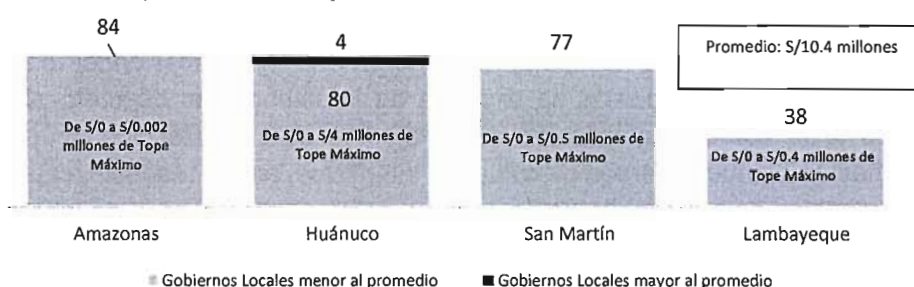 84
4
77
Promedio: S/10.4 millones
80
38
De S/0 a S/0.002
millones de Tope
Máximo
De S/0 a S/4 millones de
Tope Máximo
De S/0 a S/0.5 millones de
Tope Máximo
De S/0 a S/0.4 millones de
Tope Máximo
Amazonas
Huánuco
San Martín
Lambayeque
Gobiernos Locales menor al promedio
Gobiernos Locales mayor al promedio